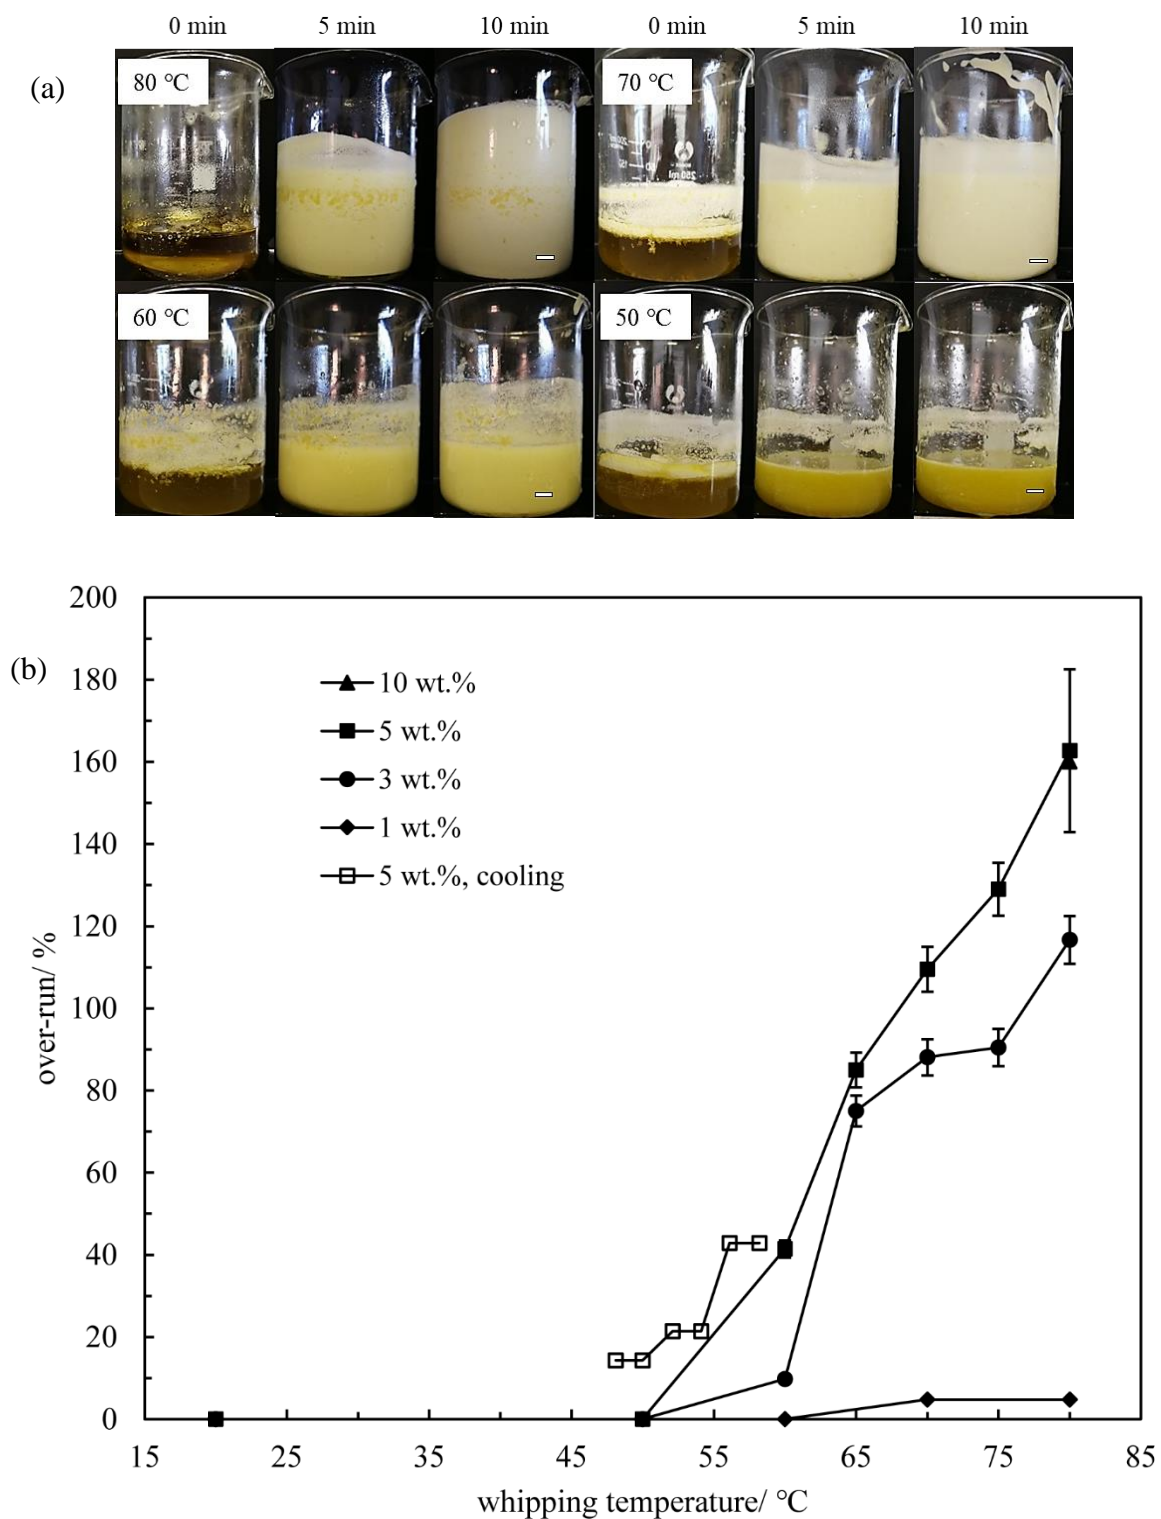 0 min 5 min 10 min 0 min 5 min 10 min
(a)
80 ℃ 70 ℃
250 ml
60 ℃ 50 ℃
(b)
200
180
160
140
120
100
80
60
40
20
0
over-run/ %
10 wt.%
5 wt.%
3 wt.%
1 wt.%
5 wt.%, cooling
15 25 35 45 55 65 75 85
whipping temperature/ ℃